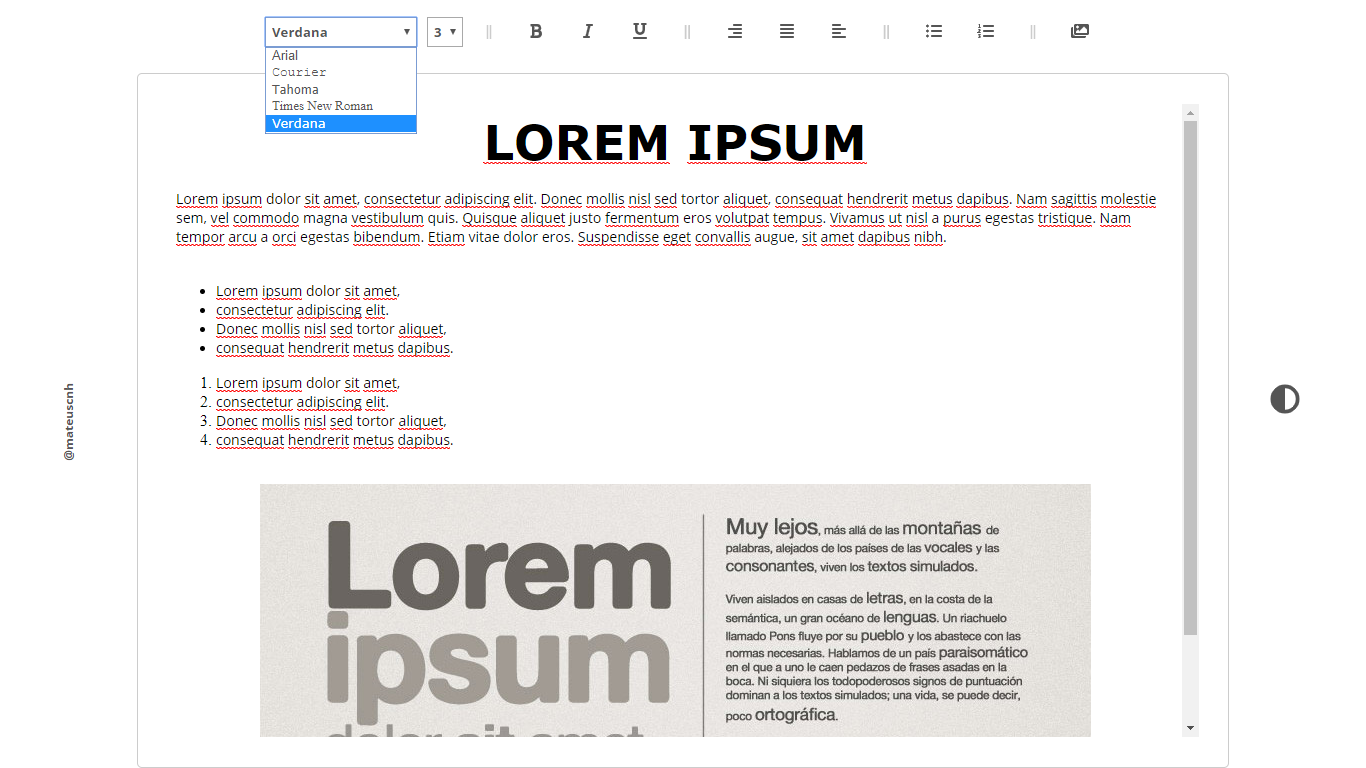 Verdana 3 B I U
Arial
Courier
Tahoma
Times New Roman
Verdana
LOREM IPSUM
Lorem ipsum dolor sit amet, consectetur adipiscing elit. Donec mollis nisl sed tortor aliquet, consequat hendrerit metus dapibus. Nam sagittis molestie
sem, vel commodo magna vestibulum quis. Quisque aliquet justo fermentum eros volutpat tempus. Vivamus ut nisl a purus egestas tristique. Nam
tempor arcu a orci egestas bibendum. Etiam vitae dolor eros. Suspendisse eget convallis augue, sit amet dapibus nibh.
Lorem ipsum dolor sit amet,
consectetur adipiscing elit.
Donec mollis nisl sed tortor aliquet,
consequat hendrerit metus dapibus.
1. Lorem ipsum dolor sit amet,
2. consectetur adipiscing elit.
3. Donec mollis nisl sed tortor aliquet,
4. consequat hendrerit metus dapibus.
@mateuscnh
Lorem
ipsum
dolor sit amet
Muy lejos, más allá de las montañas de
palabras, alejados de los países de las vocales y las
consonantes, viven los textos simulados.
Viven aislados en casas de letras, en la costa de la
semántica, un gran océano de lenguas. Un riachuelo
llamado Pons fluye por su pueblo y los abastece con las
normas necesarias. Hablamos de un país paraisomático
en el que a uno le caen pedazos de frases asadas en la
boca. Ni siquiera los todopoderosos signos de puntuación
dominan a los textos simulados; una vida, se puede decir,
poco ortográfica.